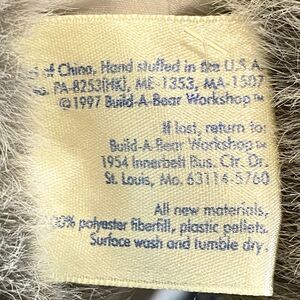 of China, Hand stuffed in the U.S.A.
PA-8253(HK), ME-1353, MA-1507
©1997 Build-A-Bear Workshop™
If lost, return to:
Build-A-Bear Workshop™
1954 Innerbelt Bus. Ctr. Dr.
St. Louis, Mo. 63114-5760
All new materials,
00% polyester fiberfill, plastic pallets.
Surface wash and tumble dry.